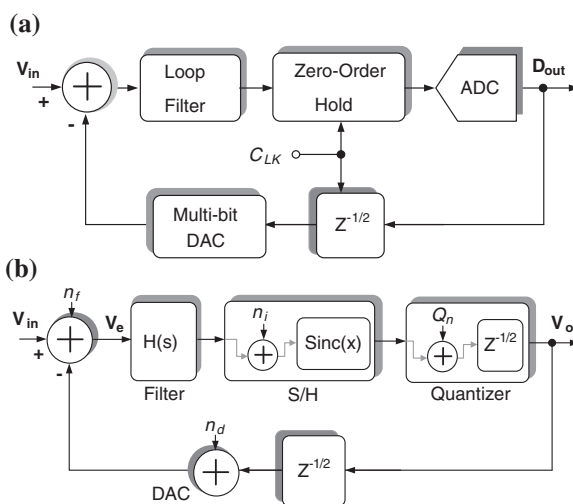 (a)
V_in
+
-
+
Loop
Filter
Zero-Order
Hold
ADC
D_out
C_LK
Multi-bit
DAC
Z^-1/2
(b)
n_f
V_in
+
-
+
V_e
H(s)
Filter
n_i
+
Sinc(x)
S/H
Q_n
+
Z^-1/2
Quantizer
V_o
n_d
+
DAC
Z^-1/2